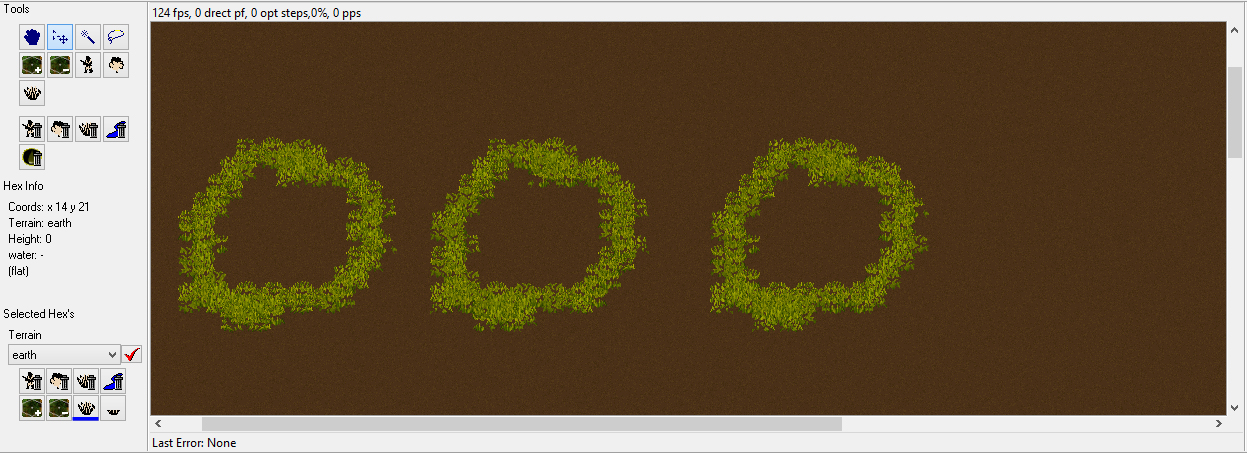 Tools
124 fps, 0 drect pf, 0 opt steps,0%, 0 pps
Hex Info
Coords: x 14 y 21
Terrain: earth
Height: 0
water: -
(flat)
Selected Hex's
Terrain
earth
Last Error: None